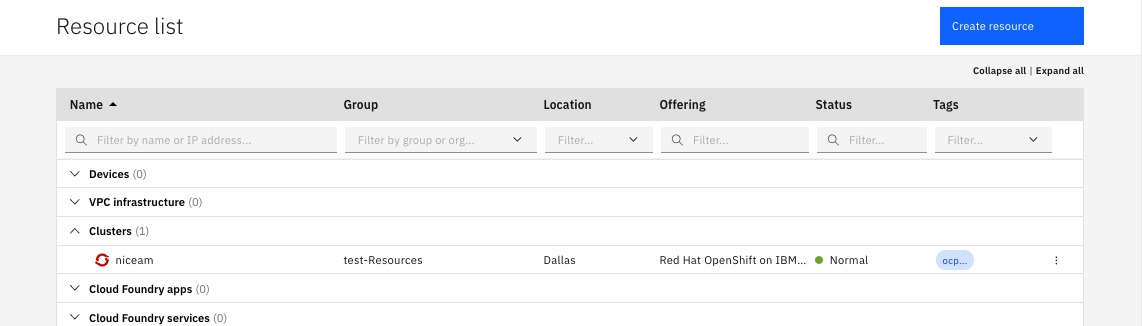 Resource list
Create resource
Collapse all | Expand all
Name Group Location Offering Status Tags
Filter by name or IP address... Filter by group or org... Filter... Filter... Filter... Filter...
Devices (0)
VPC infrastructure (0)
Clusters (1)
niceam test-Resources Dallas Red Hat OpenShift on IBM... Normal ocp...
Cloud Foundry apps (0)
Cloud Foundry services (0)